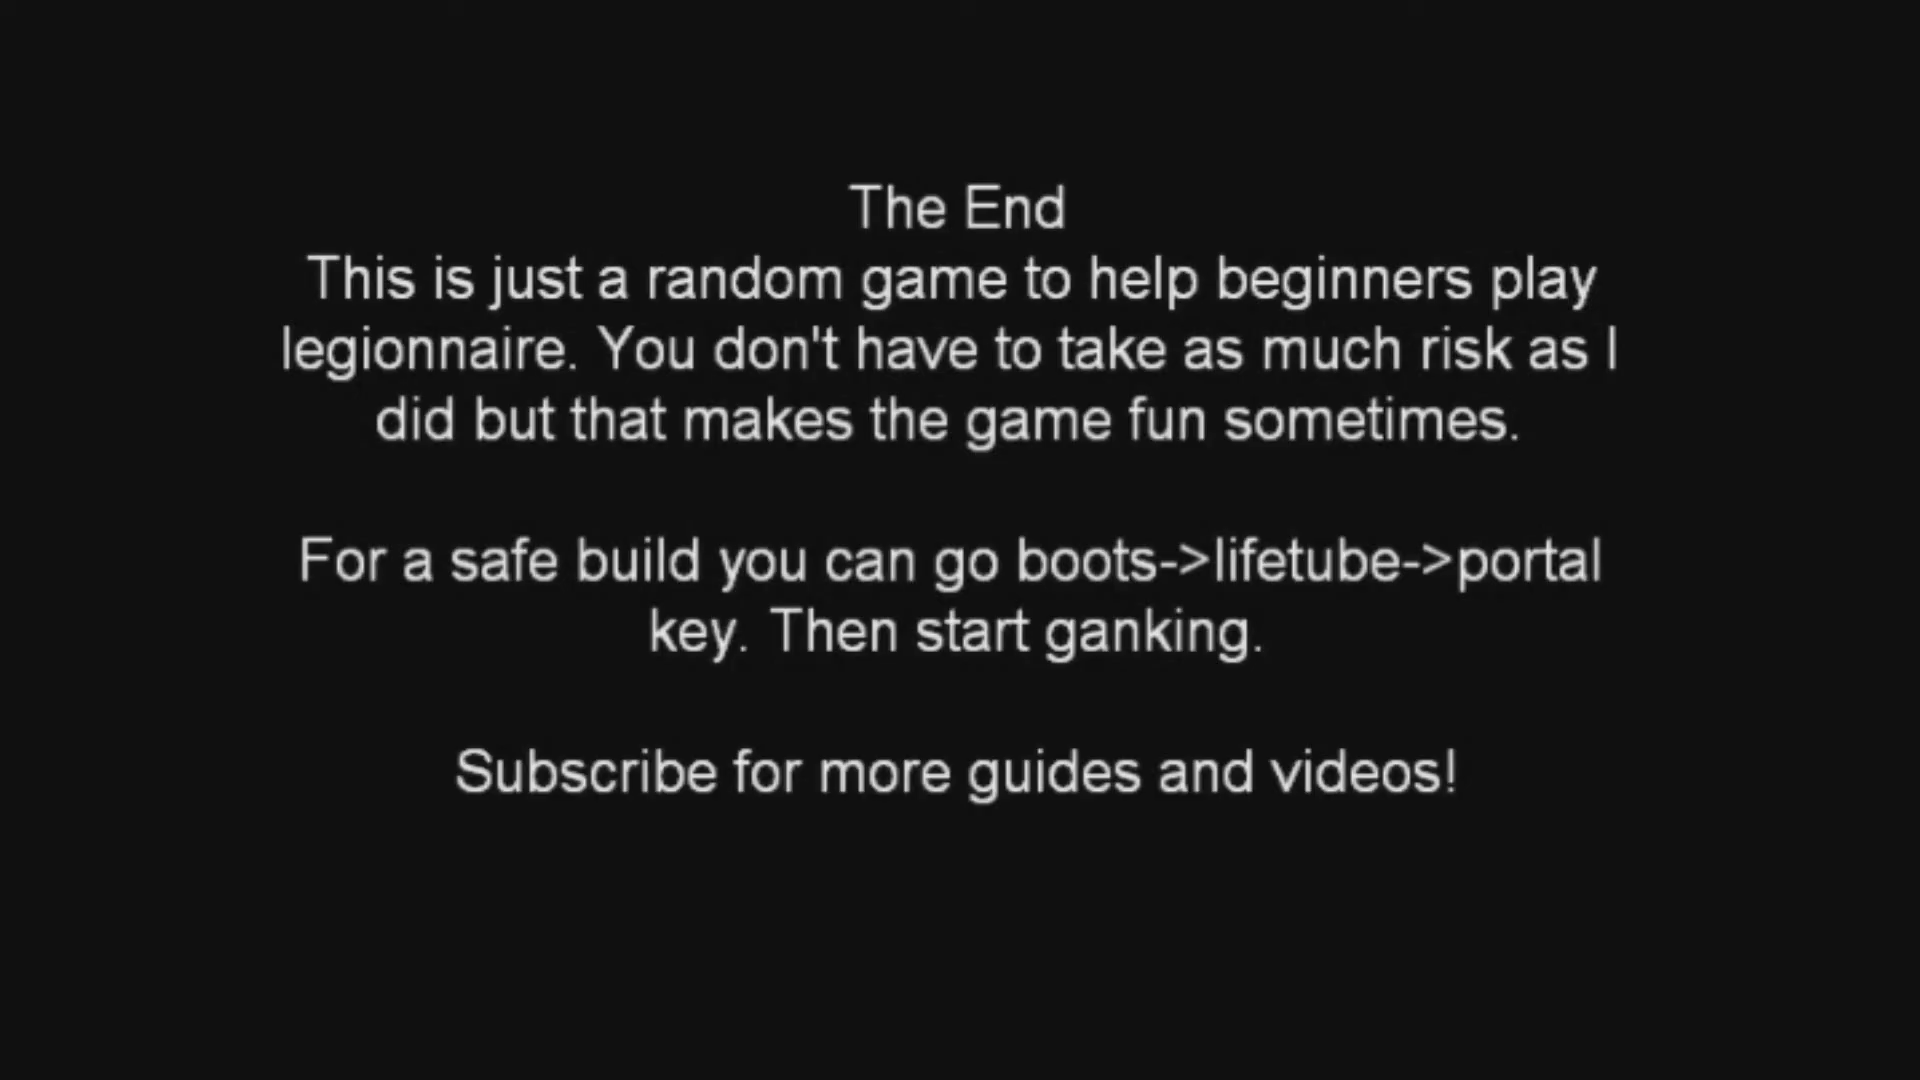 The End
This is just a random game to help beginners play
legionnaire. You don't have to take as much risk as I
did but that makes the game fun sometimes.
For a safe build you can go boots->lifetube->portal
key. Then start ganking.
Subscribe for more guides and videos!